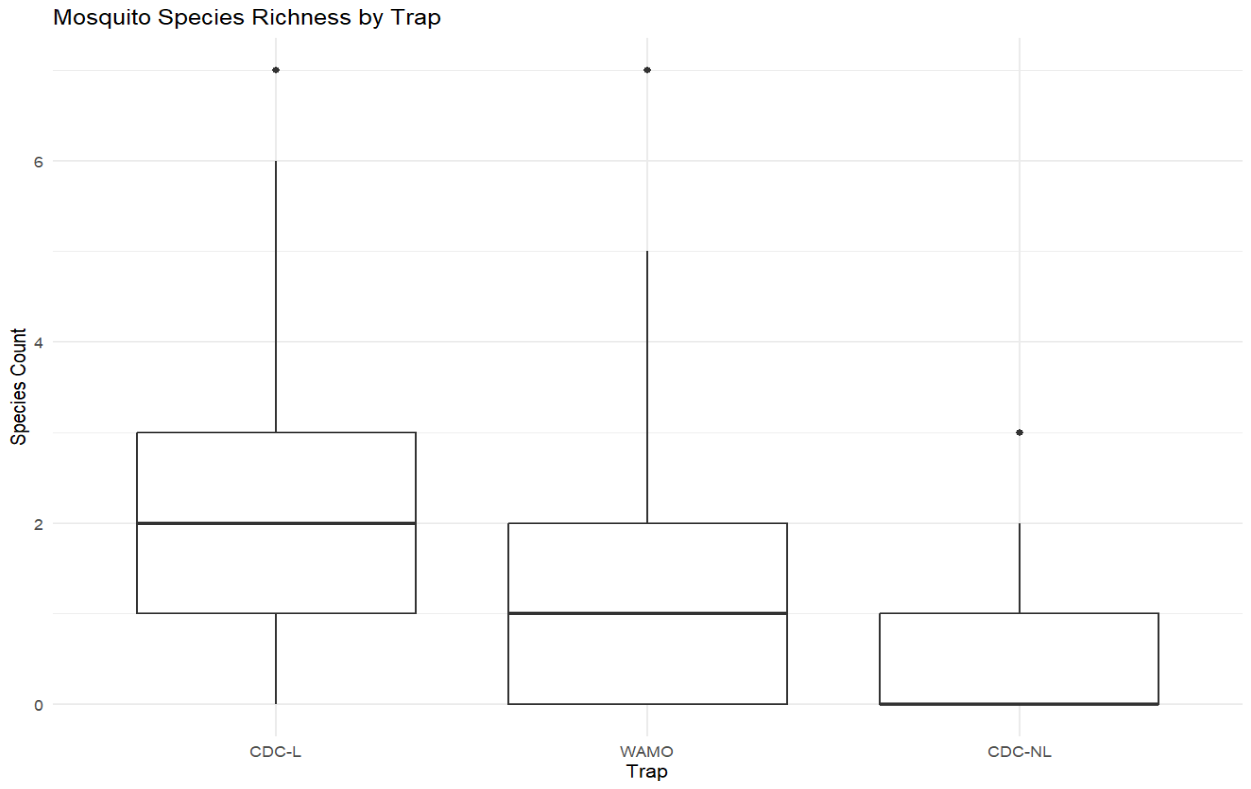 Mosquito Species Richness by Trap
Species Count
6
4
2
0
CDC-L WAMO CDC-NL
Trap